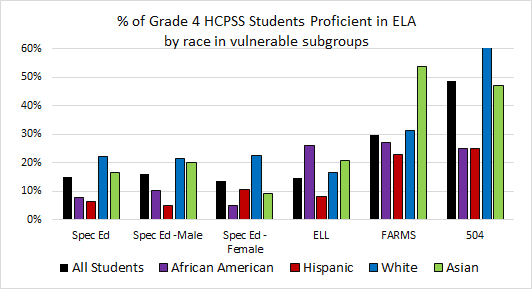 % of Grade 4 HCPSS Students Proficient in ELA
by race in vulnerable subgroups
60%
50%
40%
30%
20%
10%
0%
Spec Ed
Spec Ed -Male
Spec Ed -
Female
ELL
FARMS
504
All Students
African American
Hispanic
White
Asian